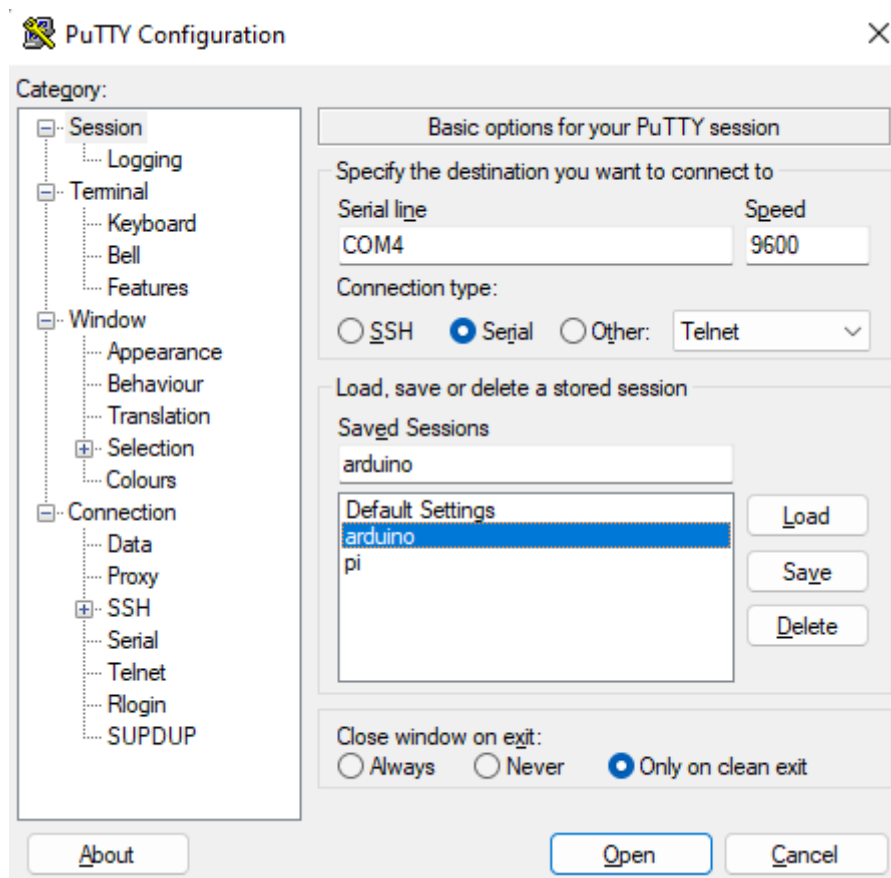 PuTTY Configuration
Category:
Session
Logging
Terminal
Keyboard
Bell
Features
Window
Appearance
Behaviour
Translation
Selection
Colours
Connection
Data
Proxy
SSH
Serial
Telnet
Rlogin
SUPDUP
Basic options for your PuTTY session
Specify the destination you want to connect to
Serial line Speed
COM4 9600
Connection type:
SSH Serial Other: Telnet
Load, save or delete a stored session
Saved Sessions
arduino
Default Settings
arduino
pi
Load
Save
Delete
Close window on exit:
Always Never Only on clean exit
About Open Cancel